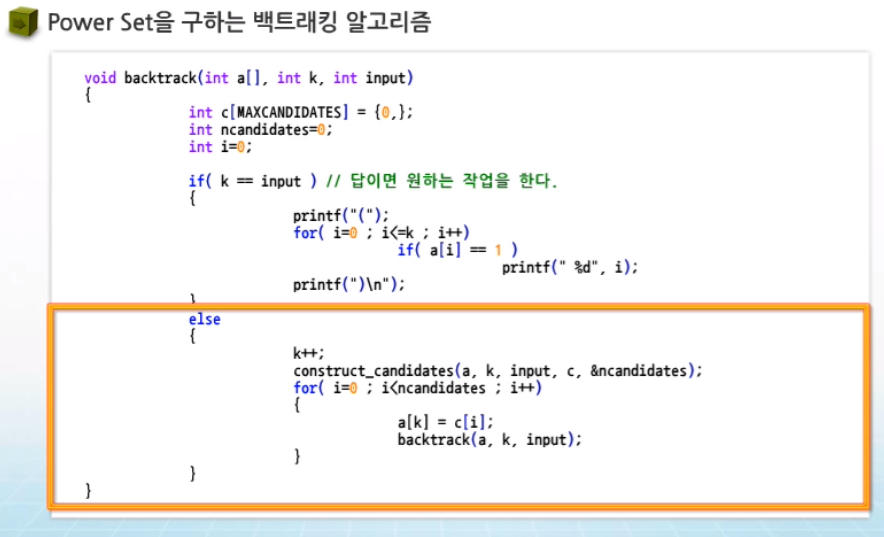 Power Set을 구하는 백트래킹 알고리즘
void backtrack(int a[], int k, int input)
{
int c[MAXCANDIDATES] = {0,};
int ncandidates=0;
int i=0;
if( k == input ) // 답이면 원하는 작업을 한다.
{
printf("(");
for( i=0 ; i<=k ; i++)
if( a[i] == 1 )
printf(" %d", i);
printf(")\n");
}
else
{
k++;
construct_candidates(a, k, input, c, &ncandidates);
for( i=0 ; i<ncandidates ; i++)
{
a[k] = c[i];
backtrack(a, k, input);
}
}
}